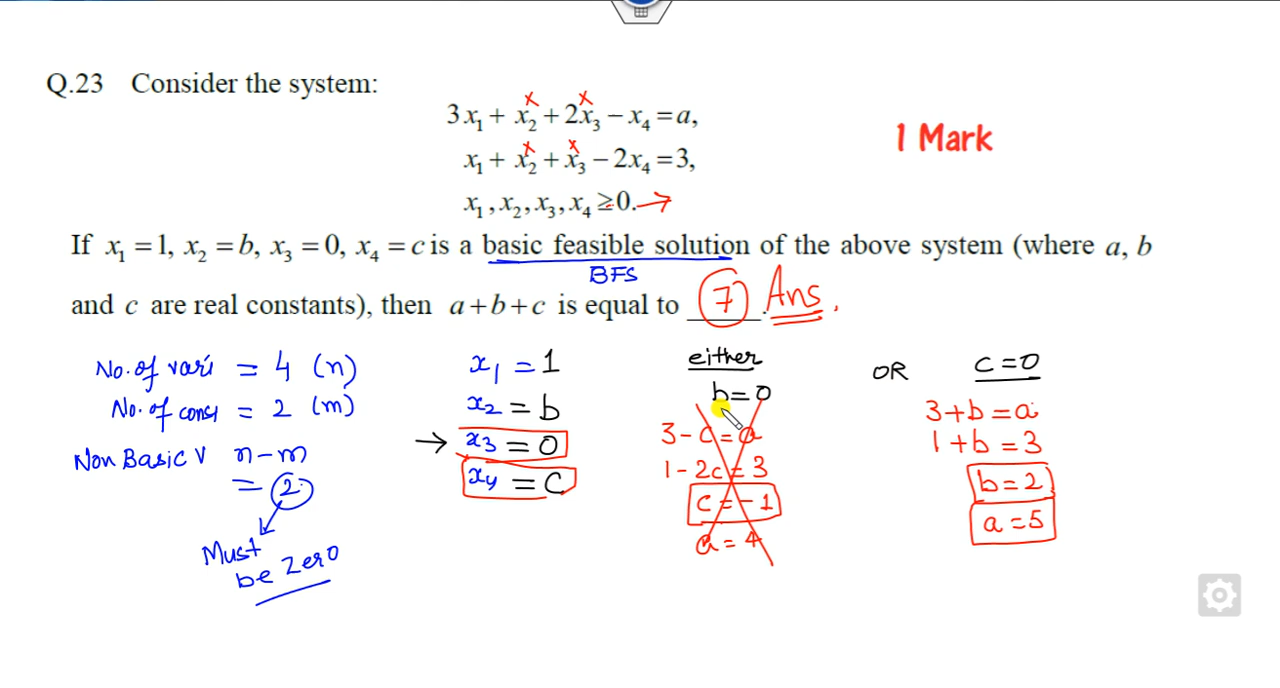 Q.23 Consider the system:
3x₁ + x₂ + 2x₃ − x₄ = a,
x₁ + x₂ + x₃ − 2x₄ = 3,
x₁, x₂, x₃, x₄ ≥ 0. →
1 Mark
If x₁ = 1, x₂ = b, x₃ = 0, x₄ = c is a basic feasible solution of the above system (where a, b
BFS
and c are real constants), then a + b + c is equal to 7 . Ans.
No. of vari = 4 (n)
No. of cons = 2 (m)
Non Basic V n-m
= 2
Must
be Zero
x₁ = 1
x₂ = b
→ x₃ = 0
x₄ = c
either
b = 0
3 - c = a
1 - 2c = 3
c = -1
a = 4
OR
c = 0
3 + b = a
1 + b = 3
b = 2
a = 5